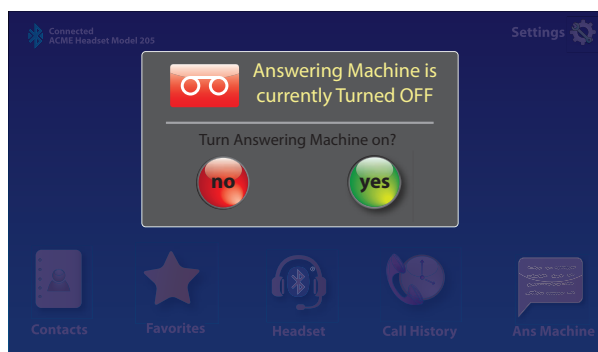 Connected
ACME Headset Model 205
Settings
Answering Machine is
currently Turned OFF
Turn Answering Machine on?
no
yes
Contacts
Favorites
Headset
Call History
Ans Machine